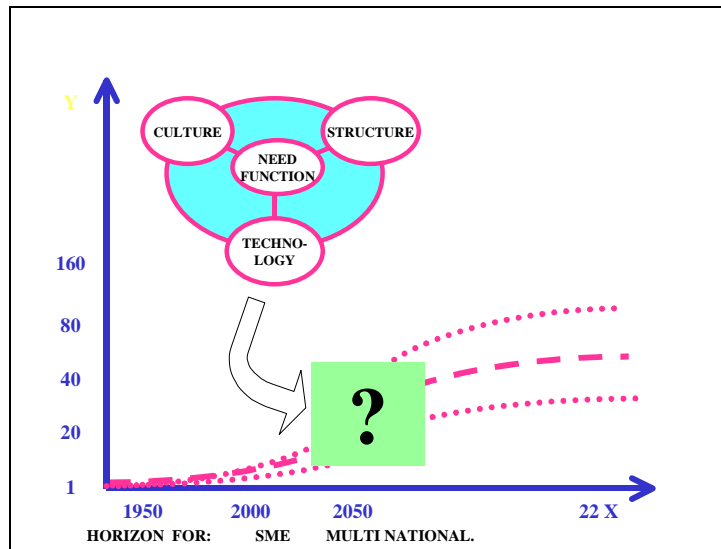 Y
CULTURE
STRUCTURE
NEED
FUNCTION
TECHNO-
LOGY
160
80
40
20
1
?
1950 2000 2050 22 X
HORIZON FOR: SME MULTI NATIONAL.